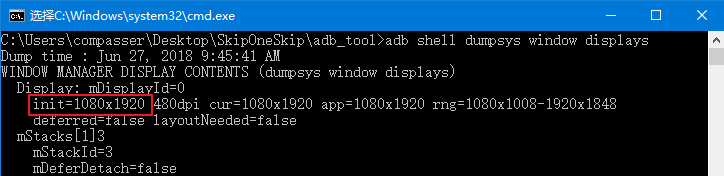 选择C:\Windows\system32\cmd.exe
C:\Users\compasser\Desktop\SkipOneSkip\adb_tool>adb shell dumpsys window displays
Dump time : Jun 27, 2018 9:45:41 AM
WINDOW MANAGER DISPLAY CONTENTS (dumpsys window displays)
  Display: mDisplayId=0
    init=1080x1920 480dpi cur=1080x1920 app=1080x1920 rng=1080x1008-1920x1848
    deferred=false layoutNeeded=false
  mStacks[1]3
    mStackId=3
    mDeferDetach=false